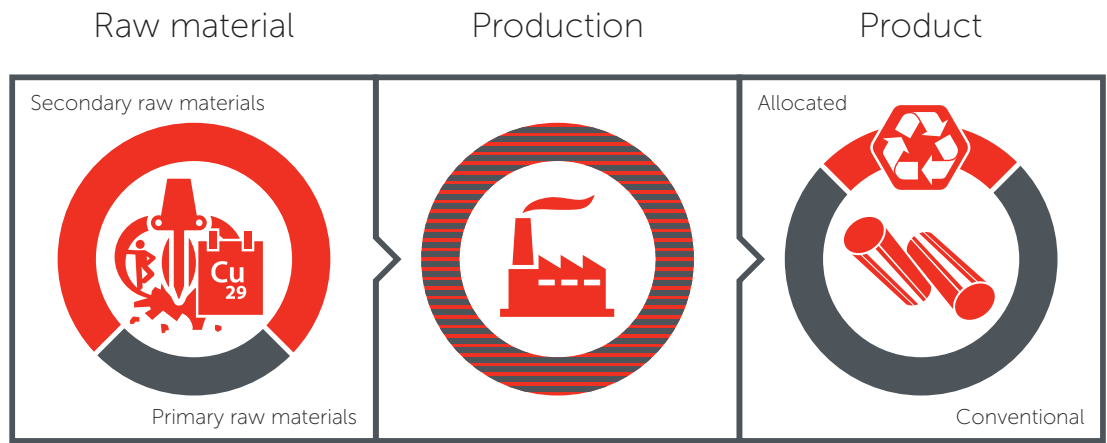 Raw material
Production
Product
Secondary raw materials
Allocated
Cu
29
Primary raw materials
Conventional